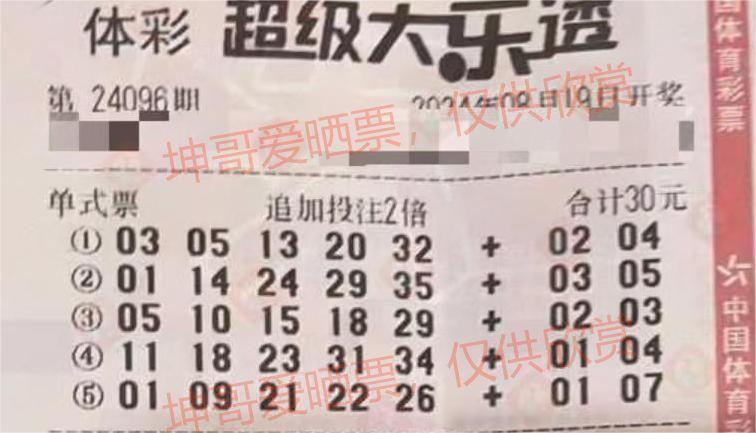 体彩 超级大乐透
第 24096期 2024年08月19日开奖
单式票 追加投注2倍 合计30元
① 03 05 13 20 32 + 02 04
② 01 14 24 29 35 + 03 05
③ 05 10 15 18 29 + 02 03
④ 11 18 23 31 34 + 01 04
⑤ 01 09 21 22 26 + 01 07
国体育彩票
中国体育彩
坤哥爱晒票，仅供欣赏
坤哥爱晒票，仅供欣赏